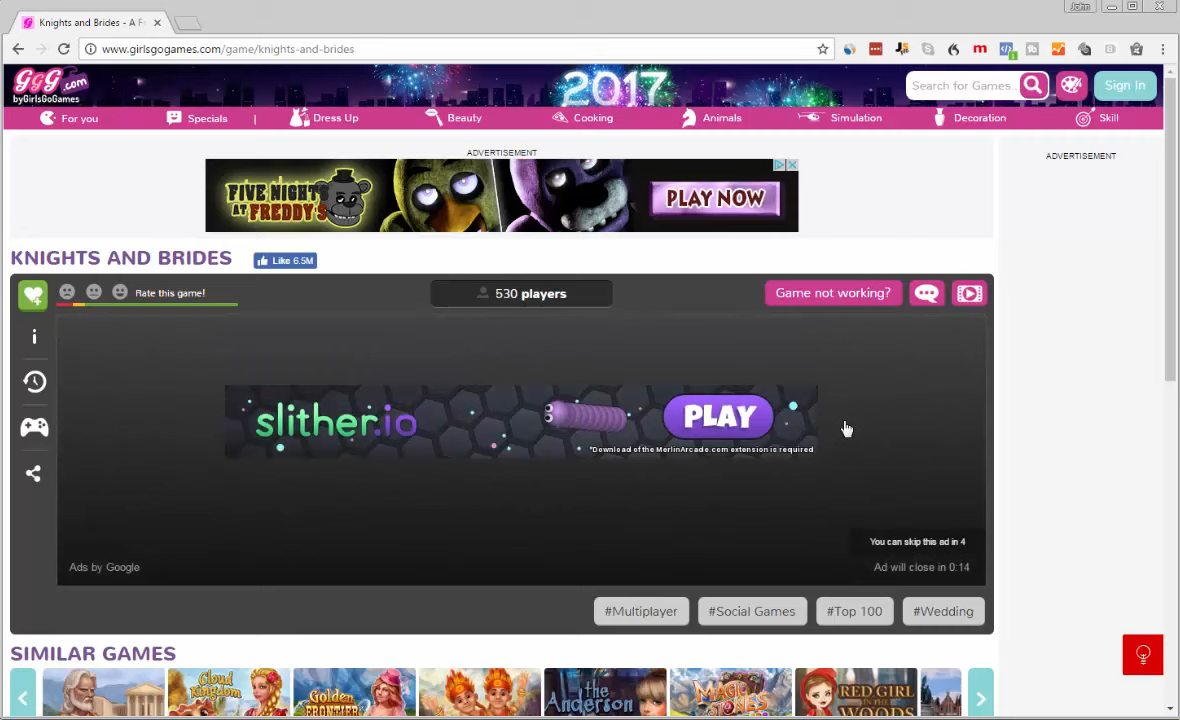 John
Knights and Brides - A F
www.girlsgogames.com/game/knights-and-brides
GGG.com
byGirlsGoGames
2017
Search for Games...
Sign In
For you
Specials
|
Dress Up
Beauty
Cooking
Animals
Simulation
Decoration
Skill
ADVERTISEMENT
ADVERTISEMENT
FIVE NIGHTS
AT FREDDY'S
PLAY NOW
KNIGHTS AND BRIDES
Like 6.5M
Rate this game!
530 players
Game not working?
slither.io
PLAY
*Download of the MerlinArcade.com extension is required
You can skip this ad in 4
Ads by Google
Ad will close in 0:14
#Multiplayer
#Social Games
#Top 100
#Wedding
SIMILAR GAMES
Cloud
Kingdom
Golden
FRONTIER
the
Anderson
MAGIC
STONES
RED GIRL
IN THE
WOODS